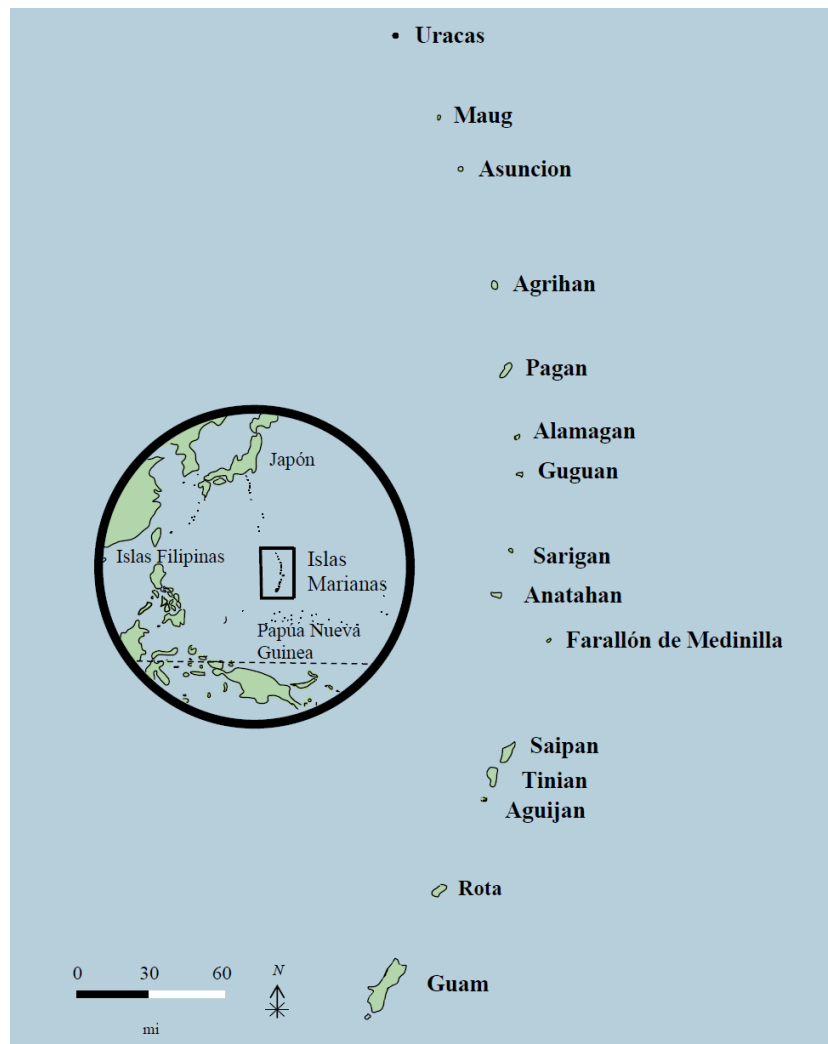 Uracas
Maug
Asuncion
Agrihan
Pagan
Alamagan
Guguan
Sarigan
Anatahan
Farallón de Medinilla
Saipan
Tinian
Aguijan
Rota
Guam
Japón
Islas Filipinas
Islas
Marianas
Papúa Nueva
Guinea
0 30 60
mi
N